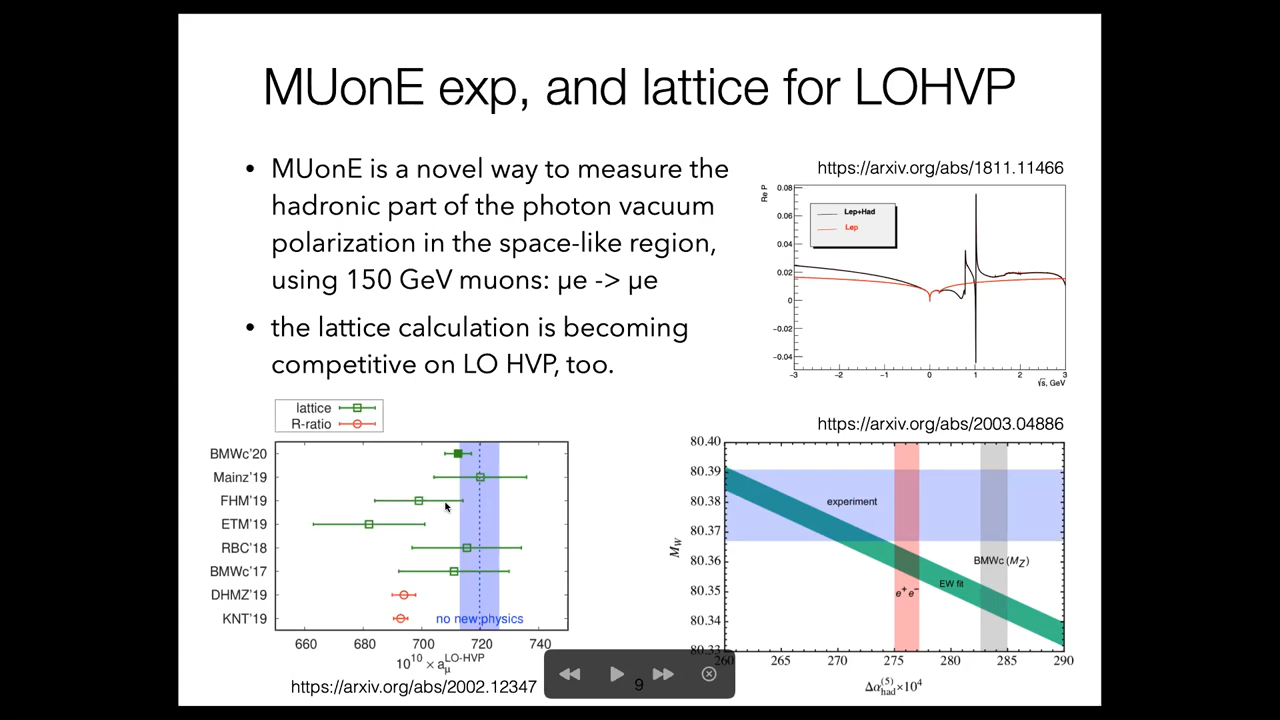 MUonE exp, and lattice for LOHVP
• MUonE is a novel way to measure the
hadronic part of the photon vacuum
polarization in the space-like region,
using 150 GeV muons: μe -> μe
• the lattice calculation is becoming
competitive on LO HVP, too.
https://arxiv.org/abs/1811.11466
Re P
0.08
0.06
0.04
0.02
0
−0.02
−0.04
Lep+Had
Lep
−3 −2 −1 0 1 2 3
√s, GeV
lattice
R-ratio
BMWc'20
Mainz'19
FHM'19
ETM'19
RBC'18
BMWc'17
DHMZ'19
KNT'19
no new physics
660 680 700 720 740
10^10 × a_μ^LO-HVP
https://arxiv.org/abs/2002.12347
https://arxiv.org/abs/2003.04886
M_W
80.40
80.39
80.38
80.37
80.36
80.35
80.34
80.33
experiment
BMWc (M_Z)
EW fit
e+ e−
260 265 270 275 280 285 290
Δα_had^(5) ×10^4
9